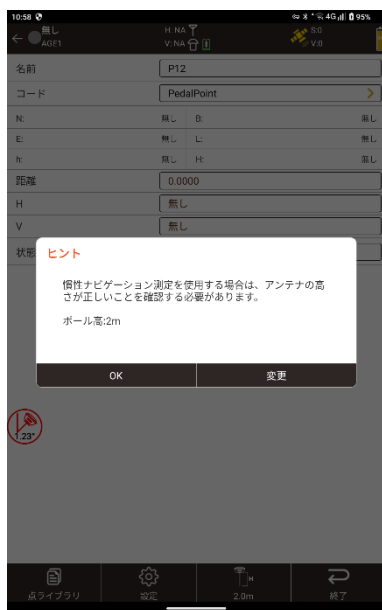 10:58 4G 95%
無し H: NA S:0
AGE1 V: NA V:0
名前 P12
コード PedalPoint
N: 無し B: 無し
E: 無し L: 無し
h: 無し H: 無し
距離 0.0000
H 無し
V 無し
状態
ヒント
慣性ナビゲーション測定を使用する場合は、アンテナの高
さが正しいことを確認する必要があります。
ポール高:2m
OK 変更
1.23°
H
点ライブラリ 設定 2.0m 終了